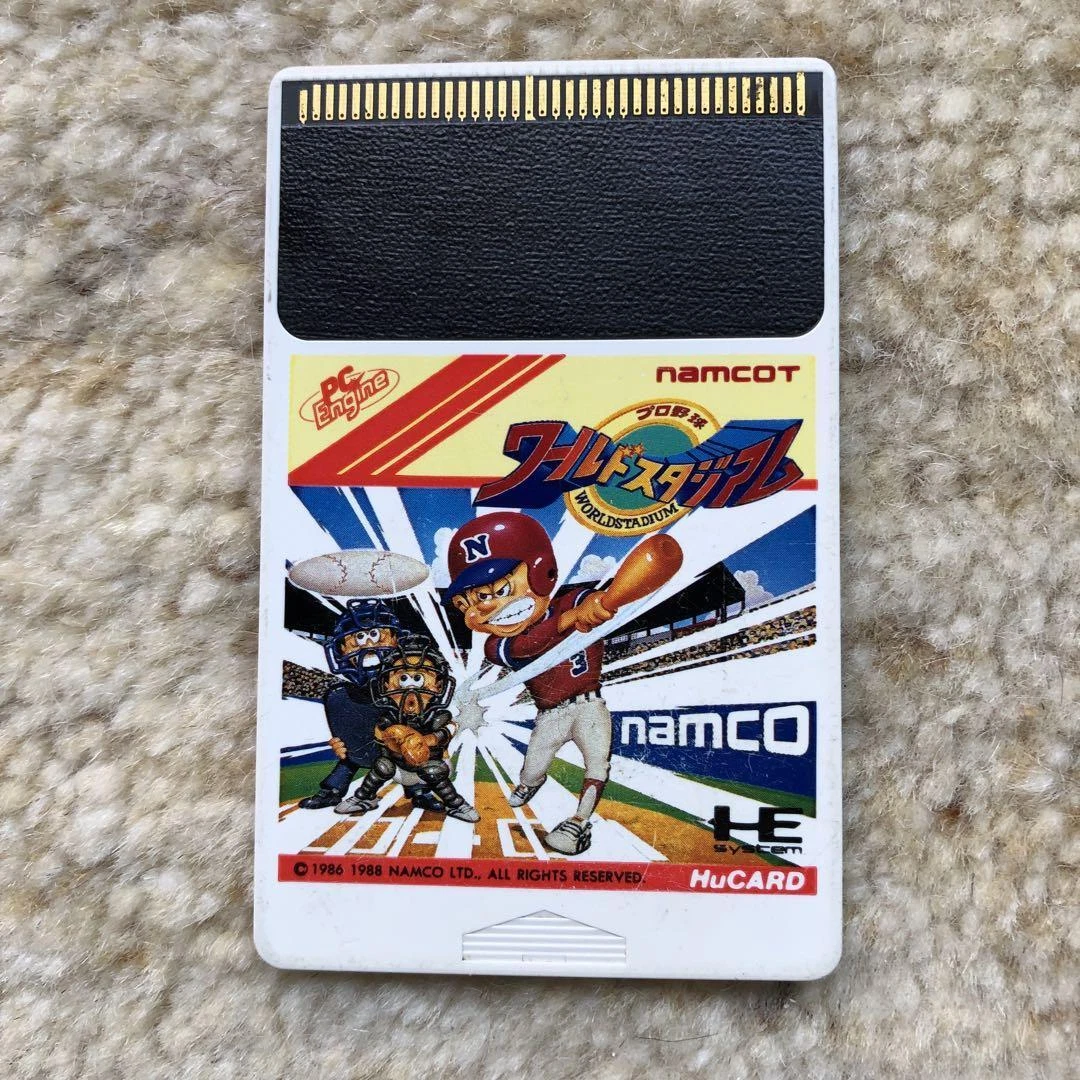 PC Engine
namcoT
プロ野球
ワールドスタジアム
WORLDSTADIUM
N
3
namco
HE System
© 1986 1988 NAMCO LTD., ALL RIGHTS RESERVED.
HuCARD